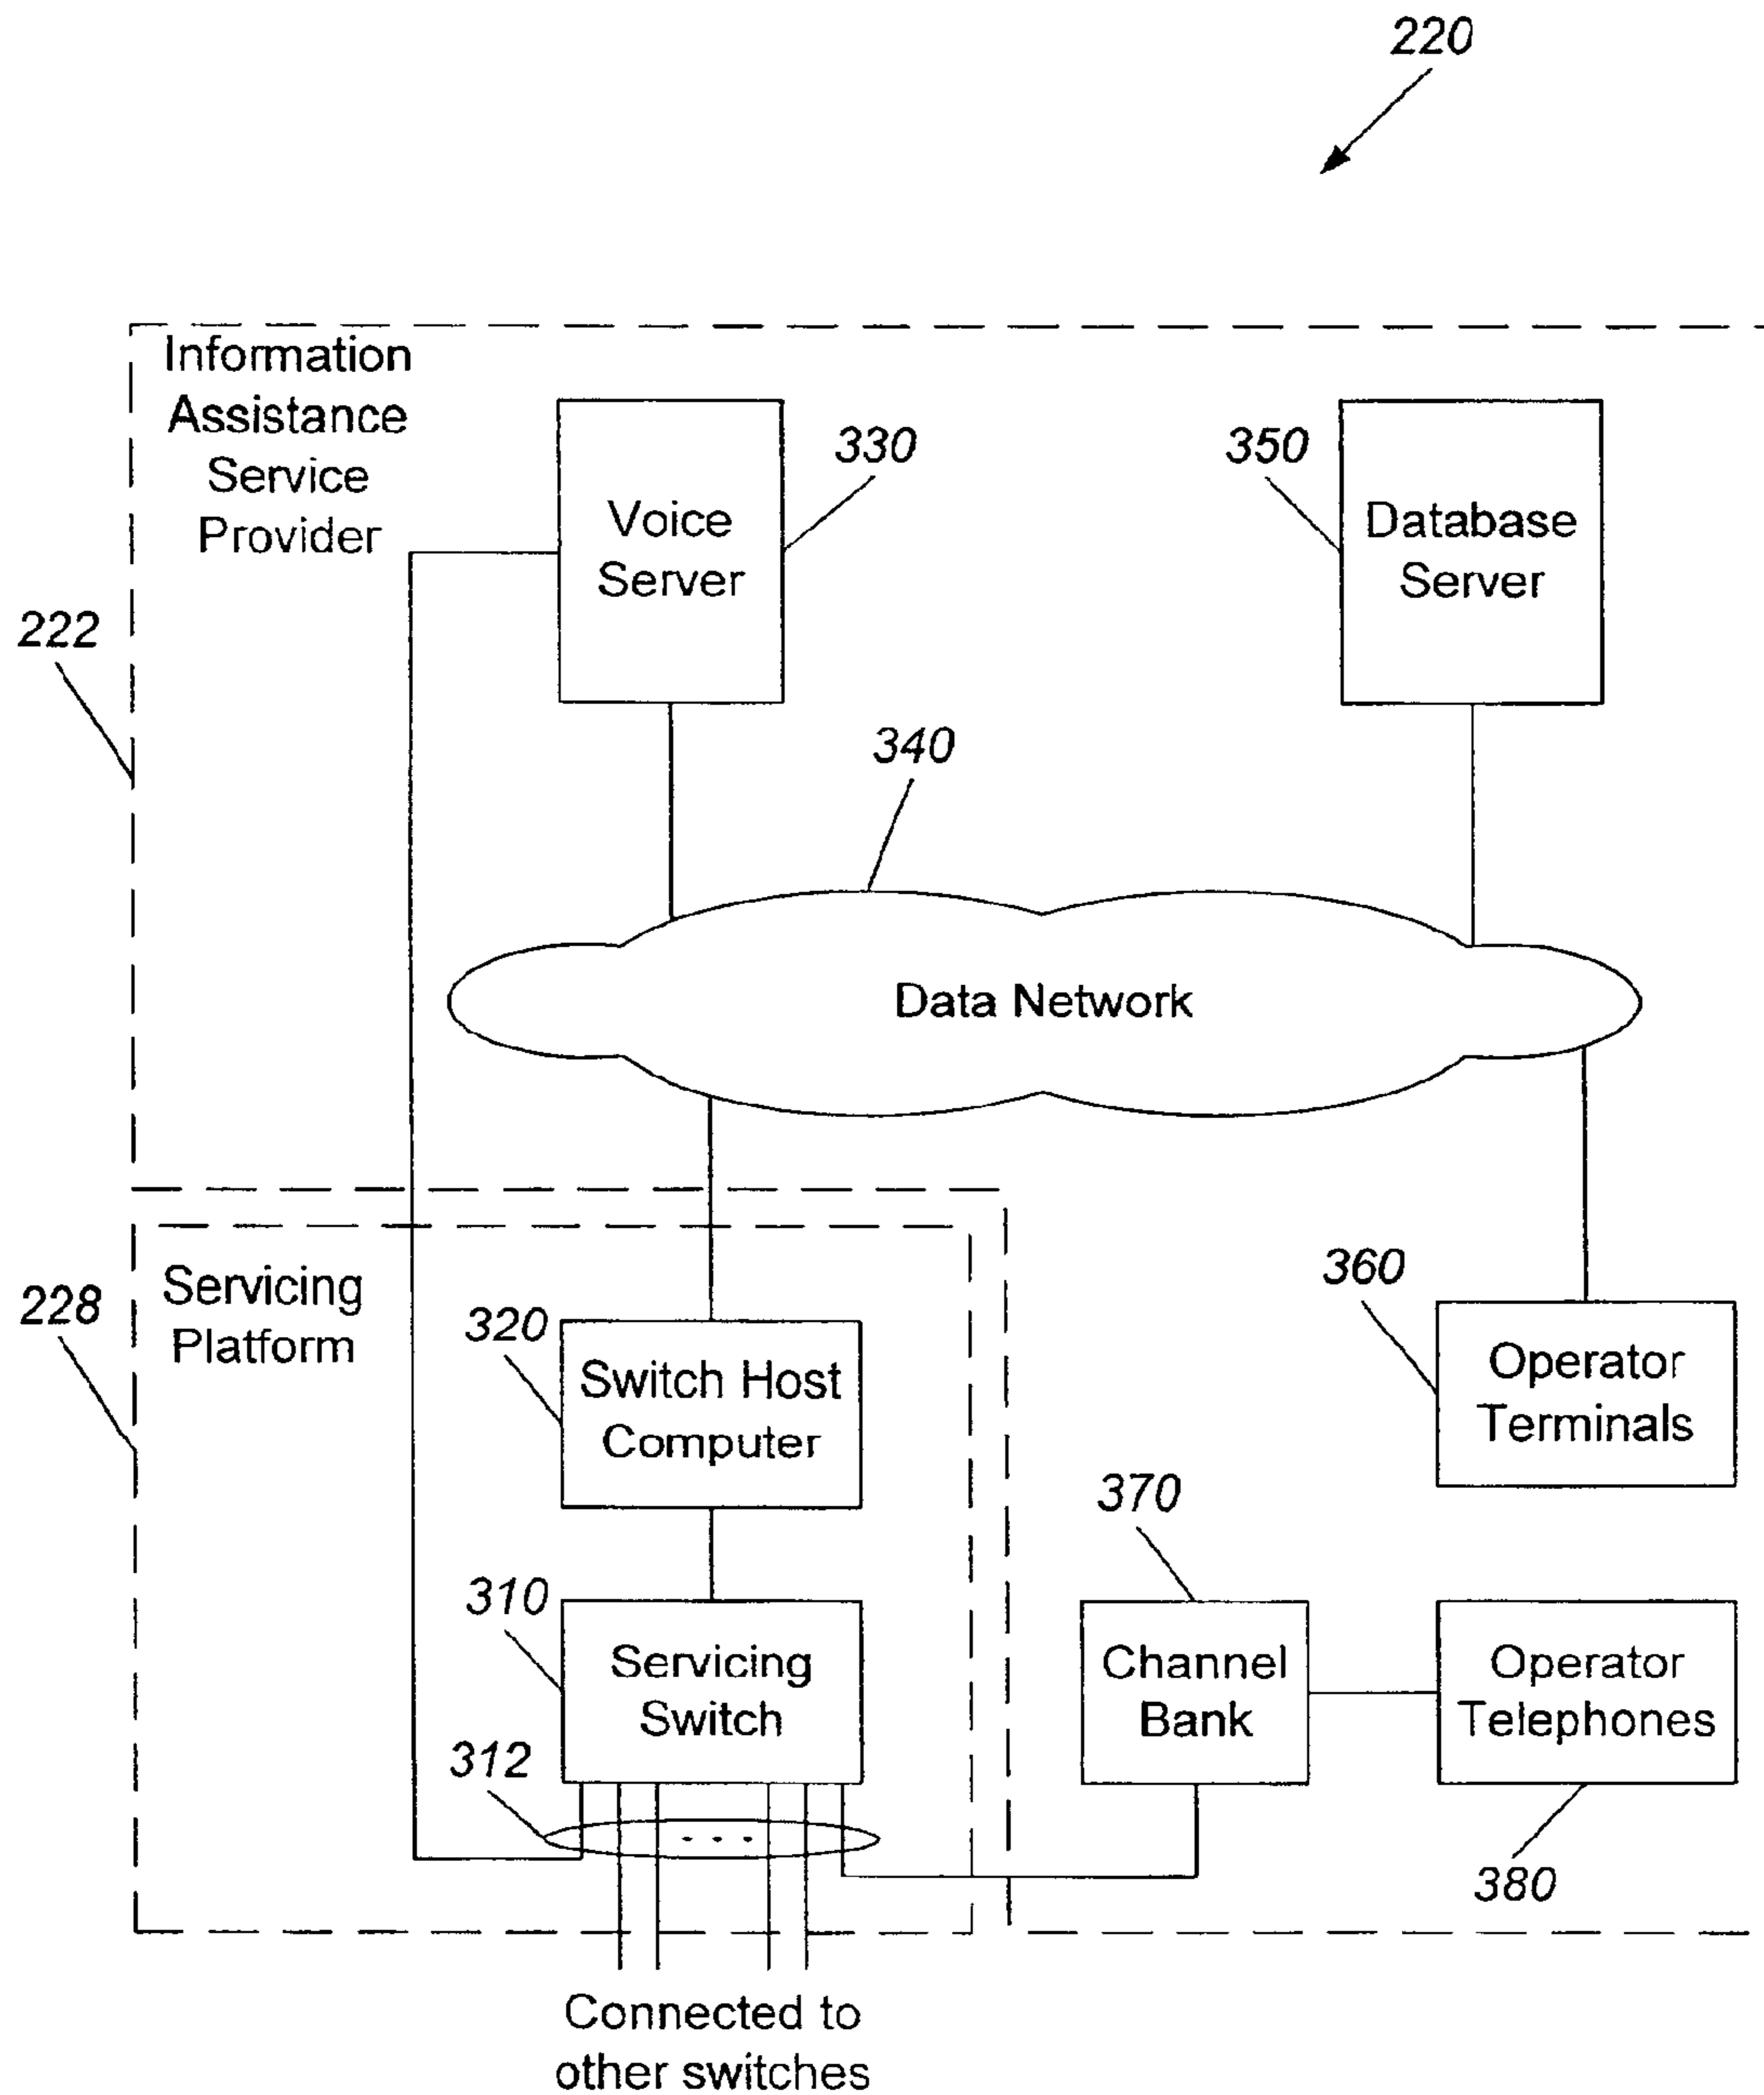 220
Information
Assistance
Service
Provider
222
Voice
Server
330
350
Database
Server
340
Data Network
228
Servicing
Platform
320
Switch Host
Computer
360
Operator
Terminals
310
Servicing
Switch
312
370
Channel
Bank
Operator
Telephones
380
. . .
Connected to
other switches